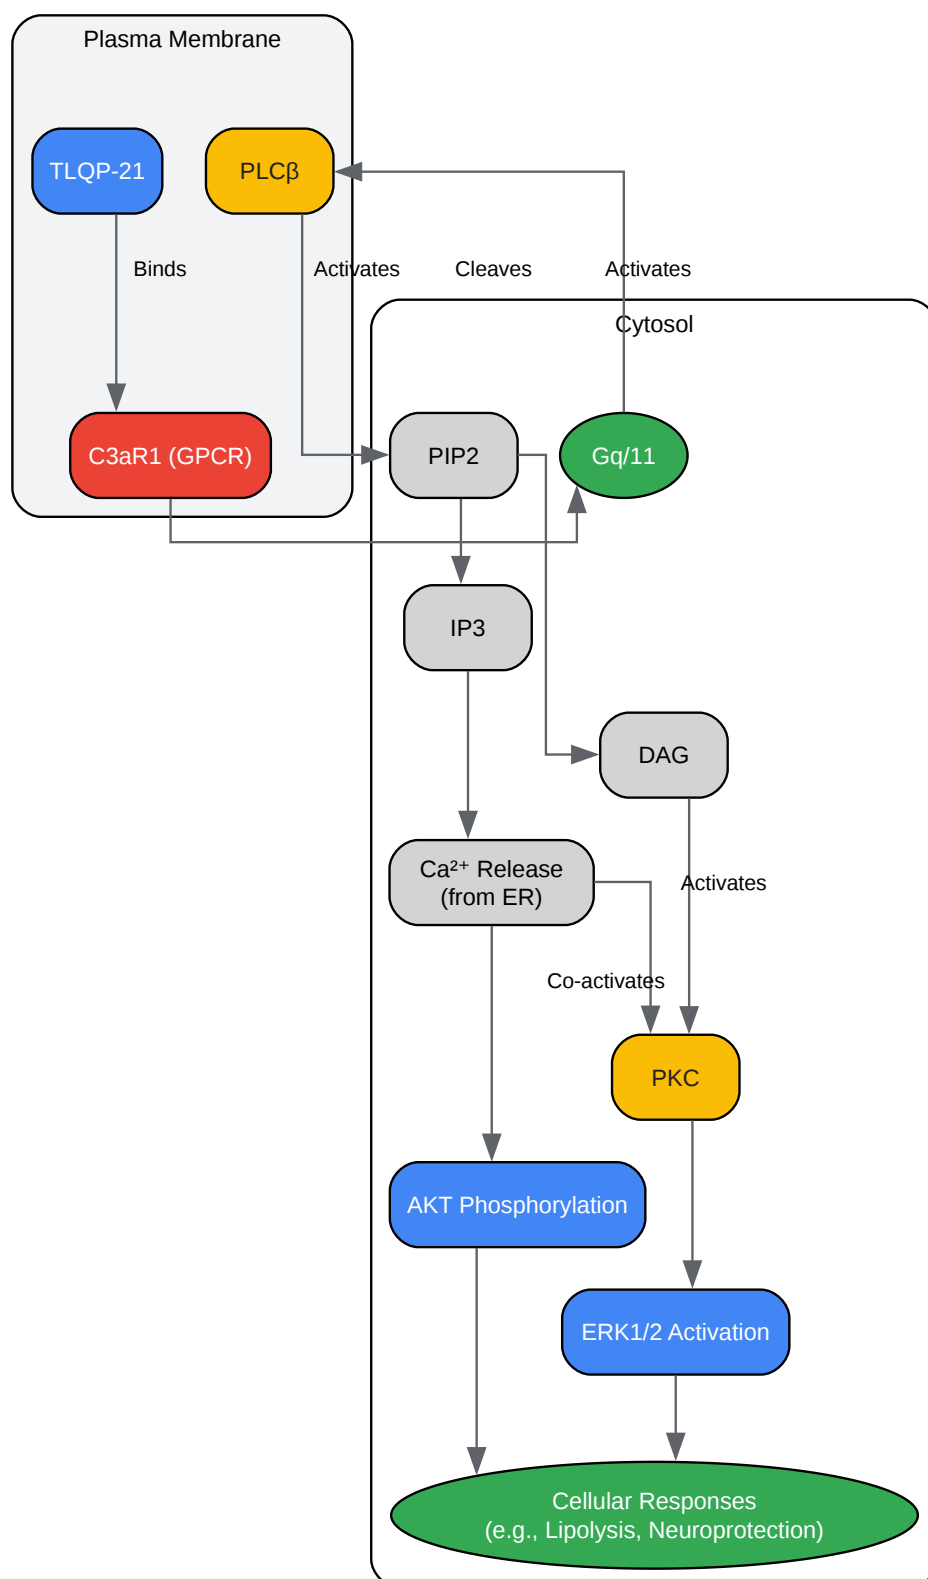 Plasma Membrane
TLQP-21
PLCβ
Binds
Activates
Cleaves
Activates
Cytosol
C3aR1 (GPCR)
PIP2
Gq/11
IP3
DAG
Ca²⁺ Release
(from ER)
Activates
Co-activates
PKC
AKT Phosphorylation
ERK1/2 Activation
Cellular Responses
(e.g., Lipolysis, Neuroprotection)